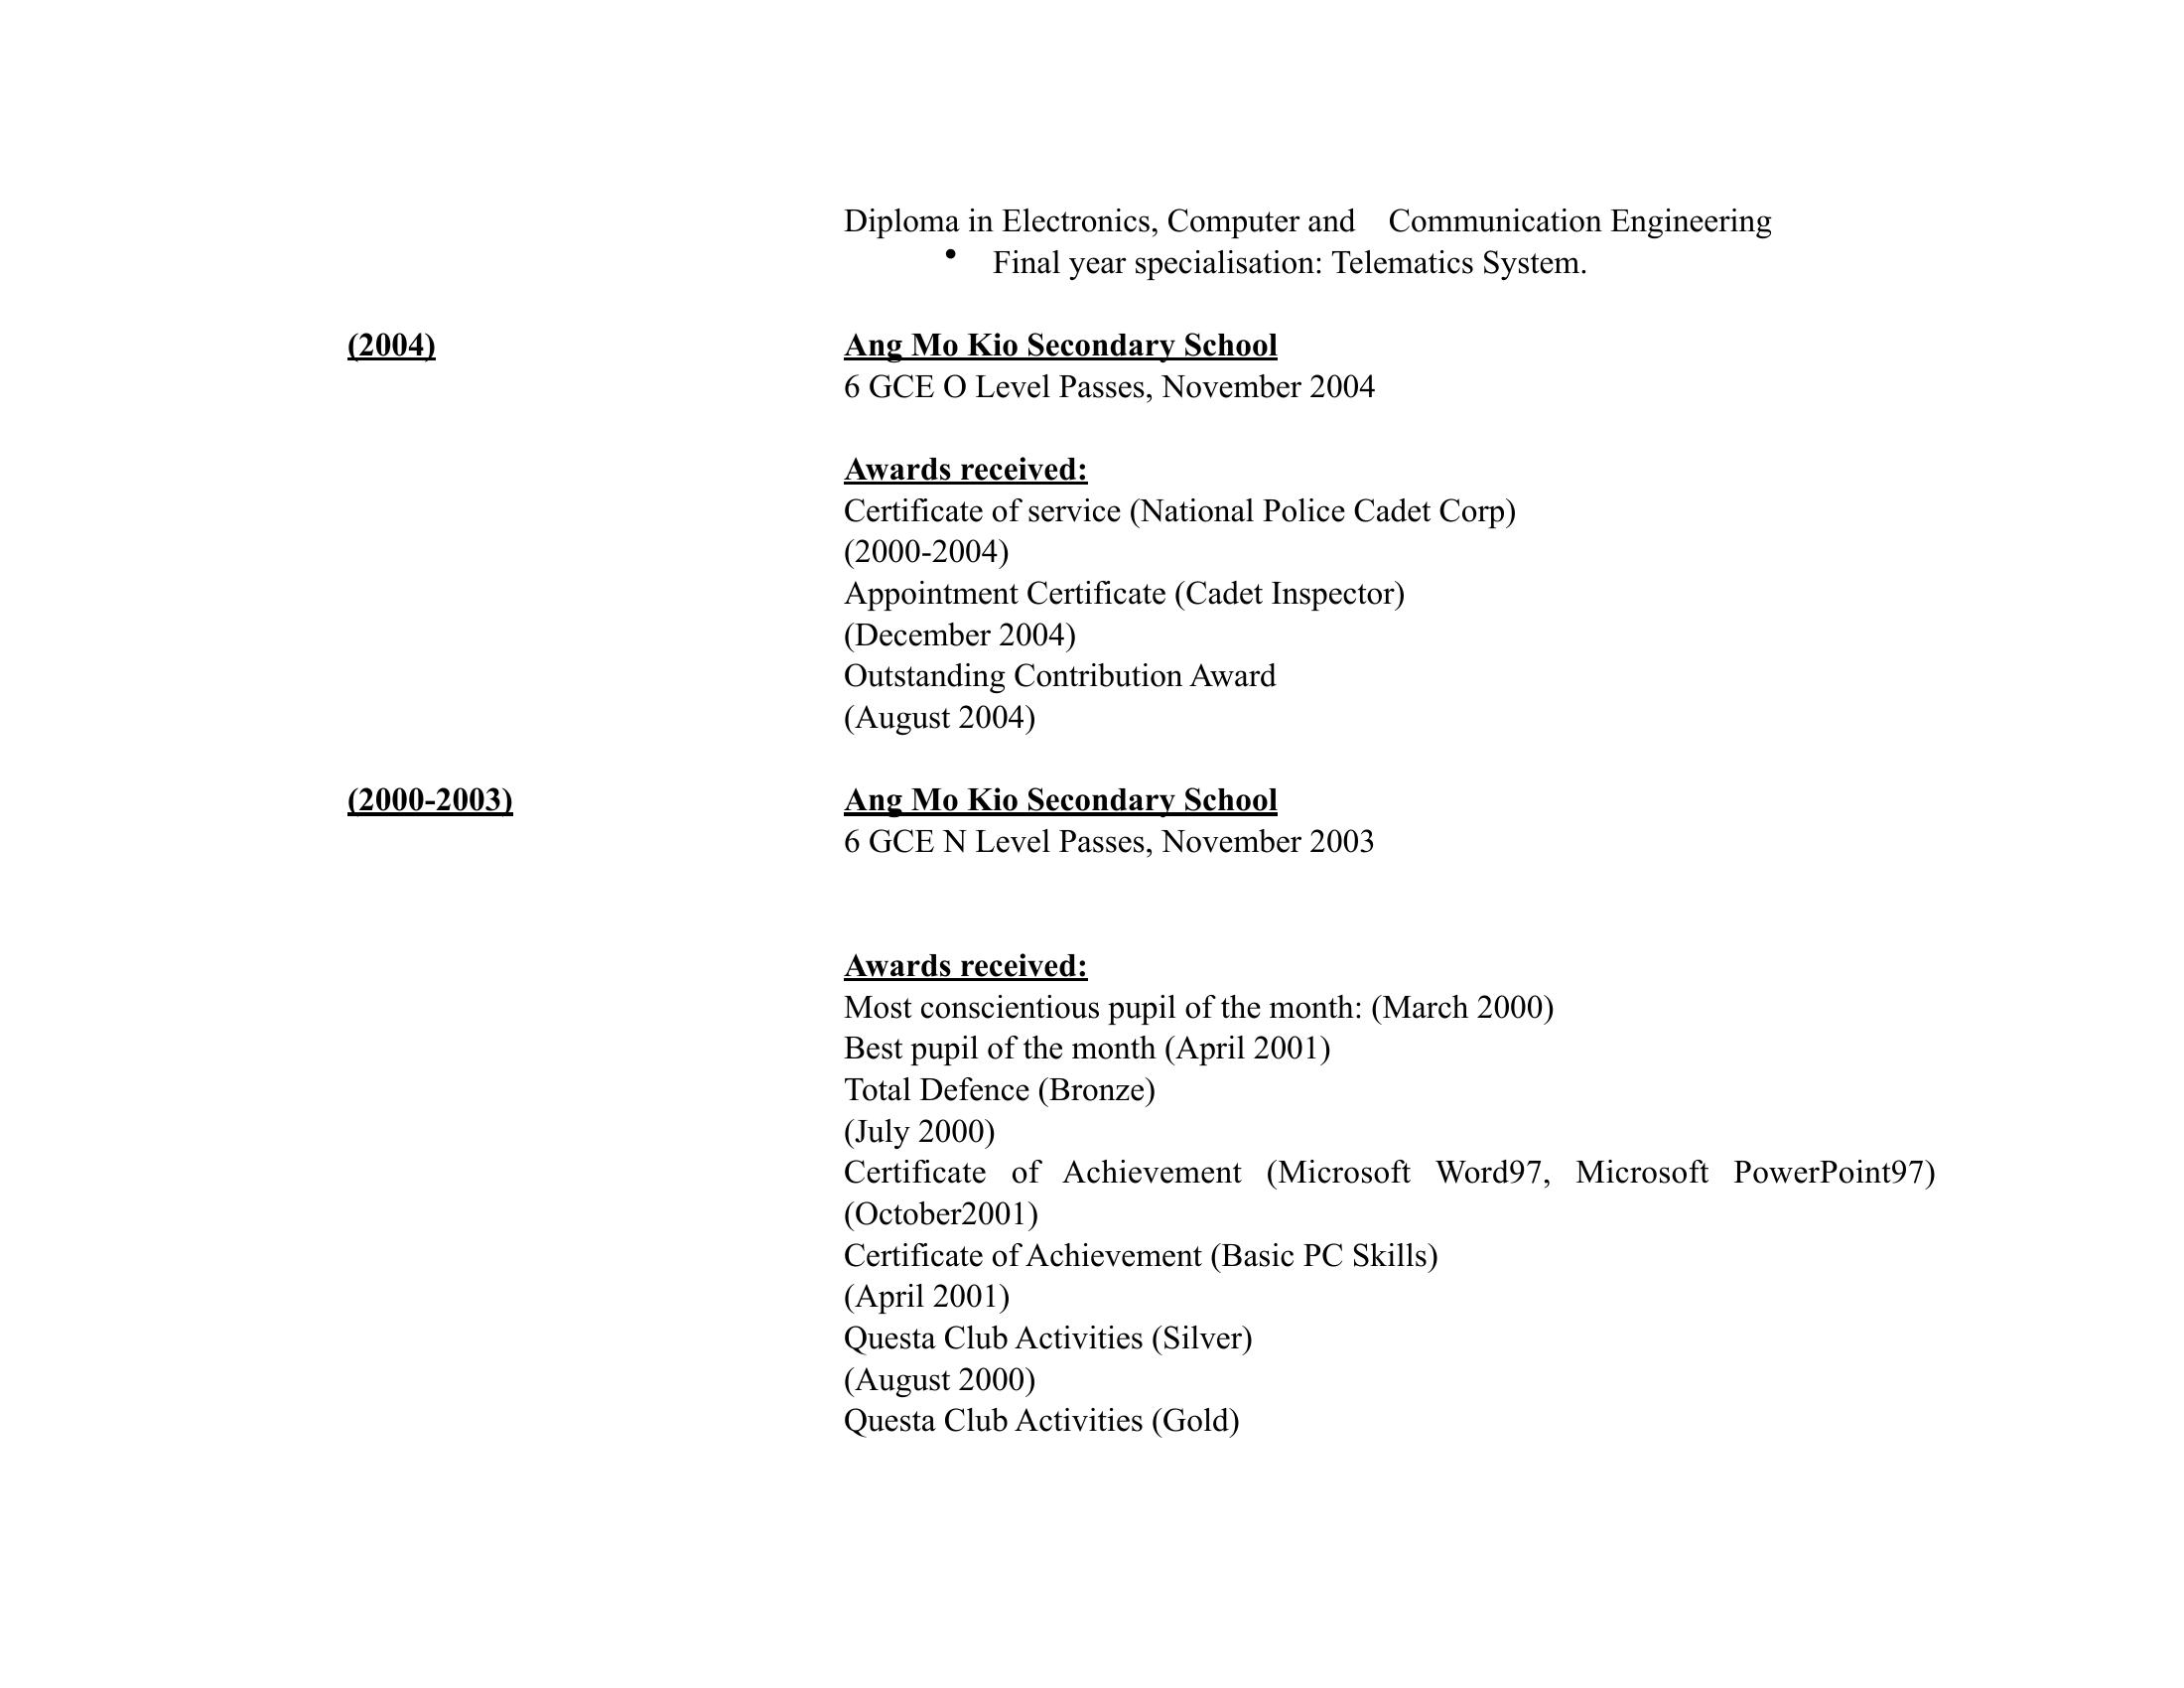 Diploma in Electronics, Computer and    Communication Engineering
• Final year specialisation: Telematics System.
(2004) Ang Mo Kio Secondary School
6 GCE O Level Passes, November 2004
Awards received:
Certificate of service (National Police Cadet Corp)
(2000-2004)
Appointment Certificate (Cadet Inspector)
(December 2004)
Outstanding Contribution Award
(August 2004)
(2000-2003) Ang Mo Kio Secondary School
6 GCE N Level Passes, November 2003
Awards received:
Most conscientious pupil of the month: (March 2000)
Best pupil of the month (April 2001)
Total Defence (Bronze)
(July 2000)
Certificate of Achievement (Microsoft Word97, Microsoft PowerPoint97)
(October2001)
Certificate of Achievement (Basic PC Skills)
(April 2001)
Questa Club Activities (Silver)
(August 2000)
Questa Club Activities (Gold)